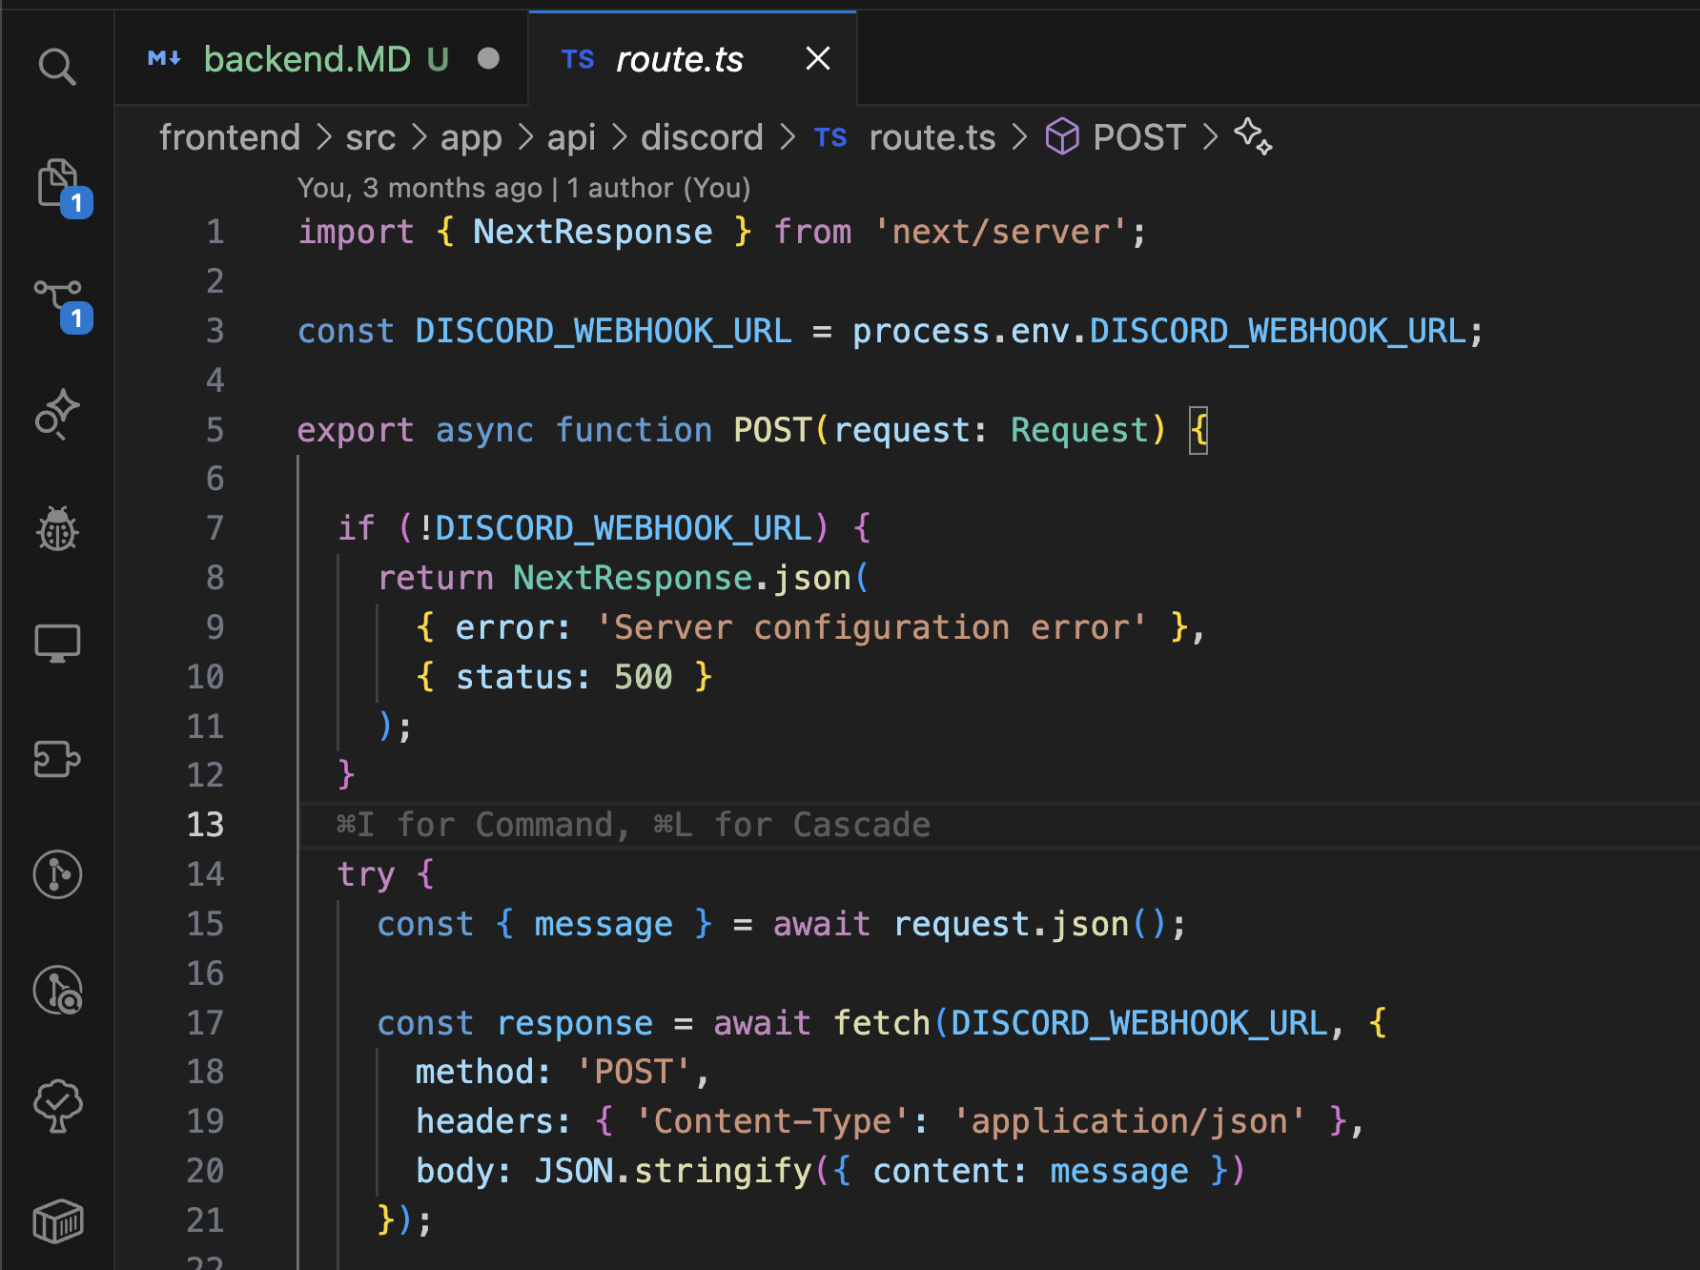 M↓ backend.MD U ● TS route.ts ×
frontend > src > app > api > discord > TS route.ts > POST >
You, 3 months ago | 1 author (You)
1 import { NextResponse } from 'next/server';
2
3 const DISCORD_WEBHOOK_URL = process.env.DISCORD_WEBHOOK_URL;
4
5 export async function POST(request: Request) {
6
7 if (!DISCORD_WEBHOOK_URL) {
8 return NextResponse.json(
9 { error: 'Server configuration error' },
10 { status: 500 }
11 );
12 }
13 ⌘I for Command, ⌘L for Cascade
14 try {
15 const { message } = await request.json();
16
17 const response = await fetch(DISCORD_WEBHOOK_URL, {
18 method: 'POST',
19 headers: { 'Content-Type': 'application/json' },
20 body: JSON.stringify({ content: message })
21 });
22
1
1